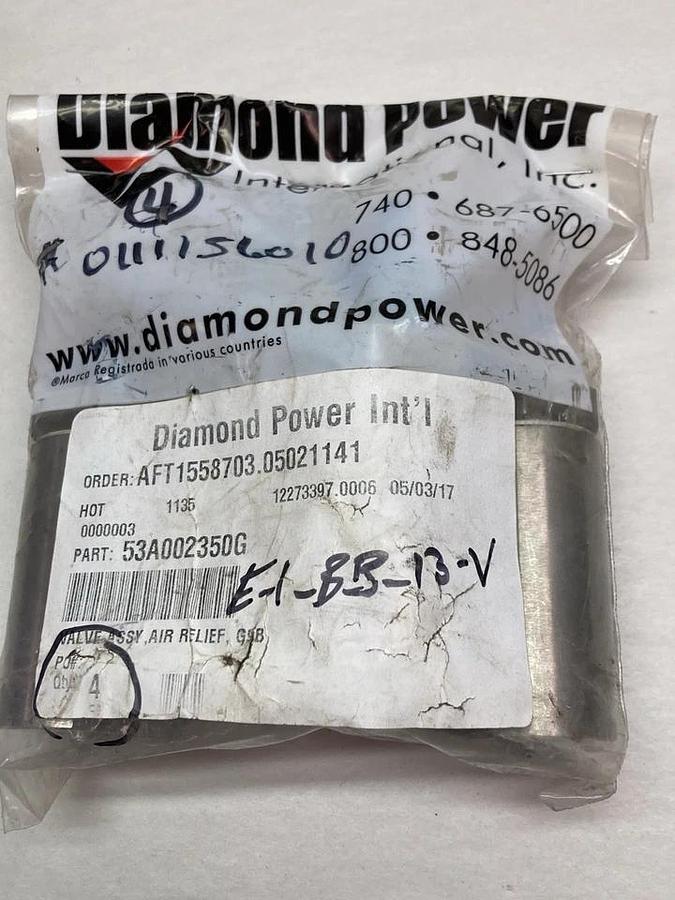 Diamond Power
International, Inc.
4
740 • 687-6500
# 0111156010
800 • 848-5086
www.diamondpower.com
®Marca Registrada in various countries
Diamond Power Int'l
ORDER: AFT1558703.05021141
HOT 1135 12273397.0006 05/03/17
0000003
PART: 53A002350G
E-1-BB-13-V
VALVE ASSY, AIR RELIEF, G9B
PO#
4